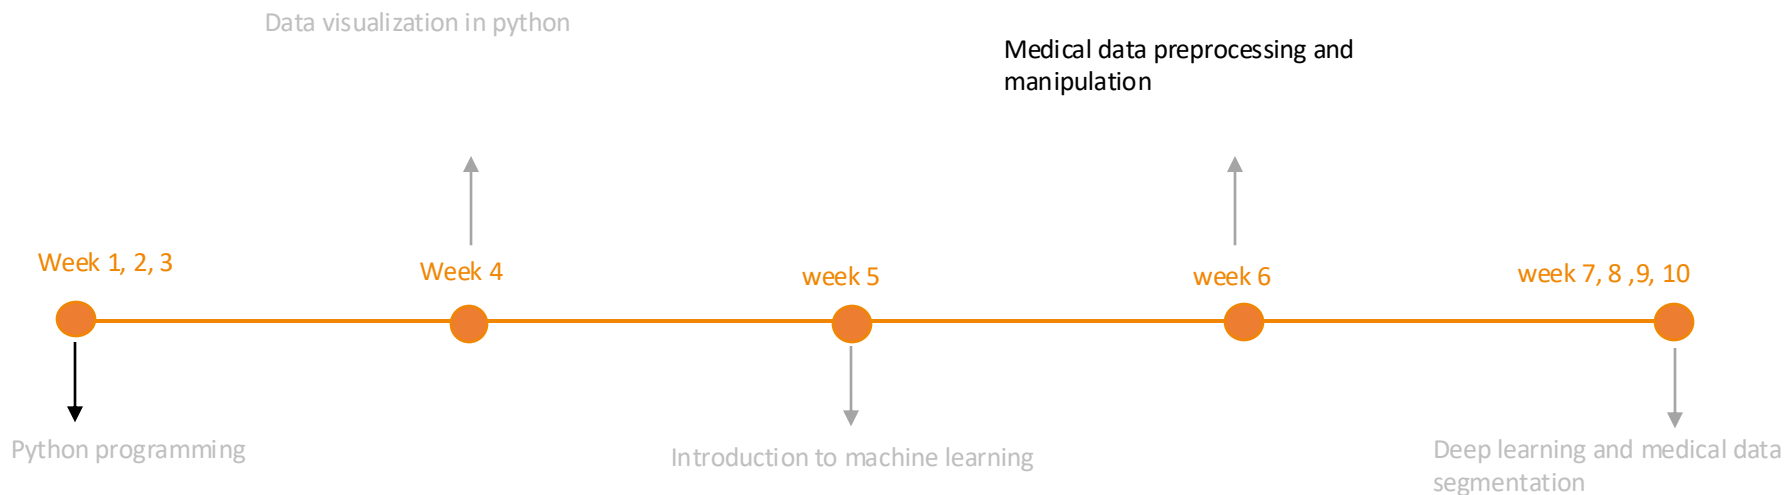 Data visualization in python
Medical data preprocessing and
manipulation
Week 1, 2, 3
Week 4
week 5
week 6
week 7, 8 ,9, 10
Python programming
Introduction to machine learning
Deep learning and medical data
segmentation